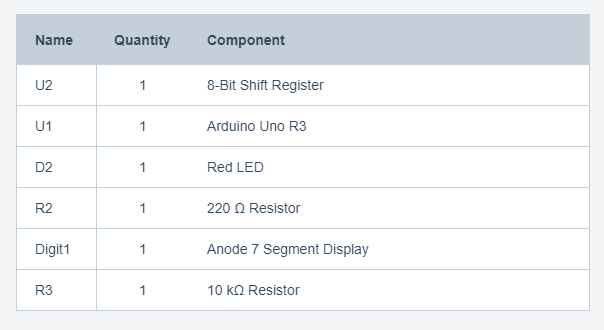 Name Quantity Component
U2 1 8-Bit Shift Register
U1 1 Arduino Uno R3
D2 1 Red LED
R2 1 220 Ω Resistor
Digit1 1 Anode 7 Segment Display
R3 1 10 kΩ Resistor